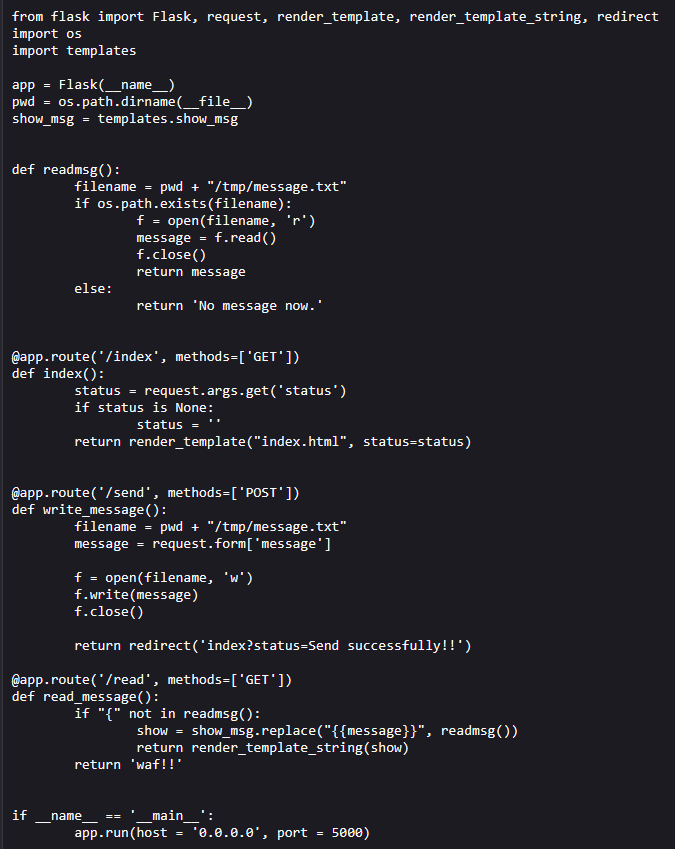 from flask import Flask, request, render_template, render_template_string, redirect
import os
import templates

app = Flask(__name__)
pwd = os.path.dirname(__file__)
show_msg = templates.show_msg


def readmsg():
        filename = pwd + "/tmp/message.txt"
        if os.path.exists(filename):
                f = open(filename, 'r')
                message = f.read()
                f.close()
                return message
        else:
                return 'No message now.'


@app.route('/index', methods=['GET'])
def index():
        status = request.args.get('status')
        if status is None:
                status = ''
        return render_template("index.html", status=status)


@app.route('/send', methods=['POST'])
def write_message():
        filename = pwd + "/tmp/message.txt"
        message = request.form['message']

        f = open(filename, 'w')
        f.write(message)
        f.close()

        return redirect('index?status=Send successfully!!')

@app.route('/read', methods=['GET'])
def read_message():
        if "{" not in readmsg():
                show = show_msg.replace("{{message}}", readmsg())
                return render_template_string(show)
        return 'waf!!'


if __name__ == '__main__':
        app.run(host = '0.0.0.0', port = 5000)